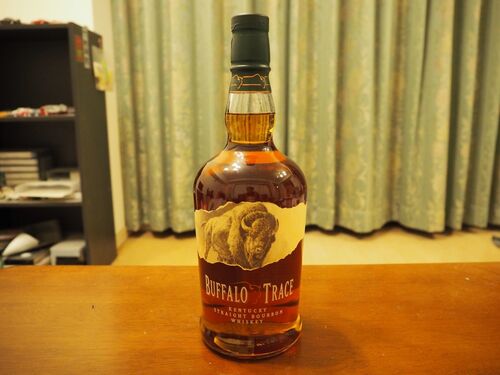 BUFFALO TRACE
KENTUCKY
STRAIGHT BOURBON
WHISKEY